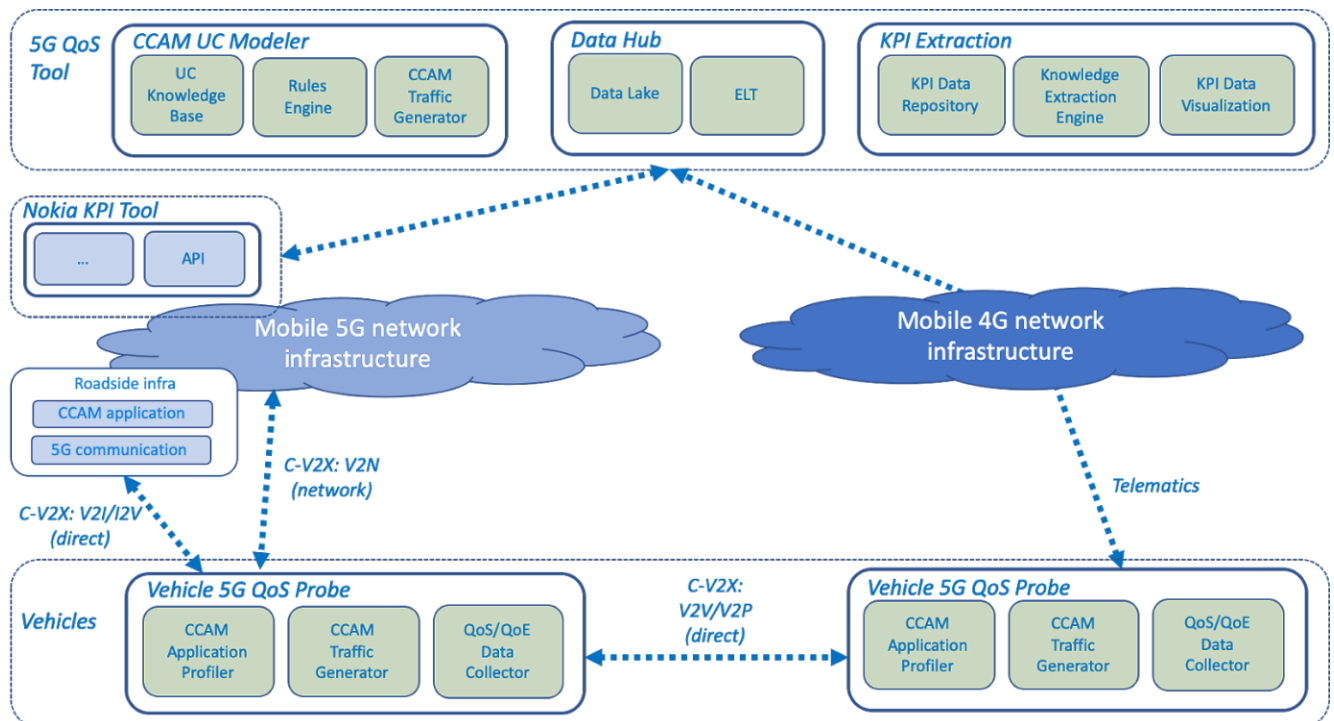 5G QoS
Tool
CCAM UC Modeler
UC
Knowledge
Base
Rules
Engine
CCAM
Traffic
Generator
Data Hub
Data Lake
ELT
KPI Extraction
KPI Data
Repository
Knowledge
Extraction
Engine
KPI Data
Visualization
Nokia KPI Tool
...
API
Mobile 5G network
infrastructure
Mobile 4G network
infrastructure
Roadside infra
CCAM application
5G communication
C-V2X: V2N
(network)
C-V2X: V2I/I2V
(direct)
Telematics
Vehicles
Vehicle 5G QoS Probe
CCAM
Application
Profiler
CCAM
Traffic
Generator
QoS/QoE
Data
Collector
C-V2X:
V2V/V2P
(direct)
Vehicle 5G QoS Probe
CCAM
Application
Profiler
CCAM
Traffic
Generator
QoS/QoE
Data
Collector